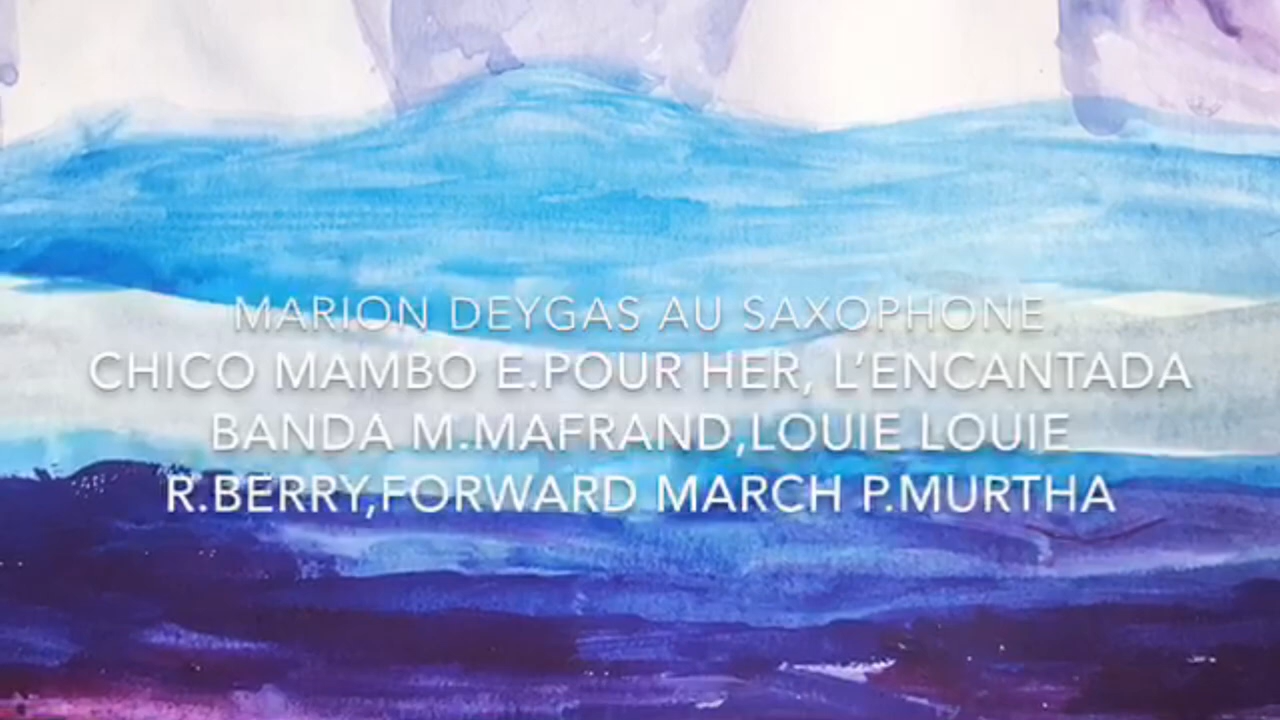 MARION DEYGAS AU SAXOPHONE
CHICO MAMBO E.POUR HER, L’ENCANTADA
BANDA M.MAFRAND,LOUIE LOUIE
R.BERRY,FORWARD MARCH P.MURTHA